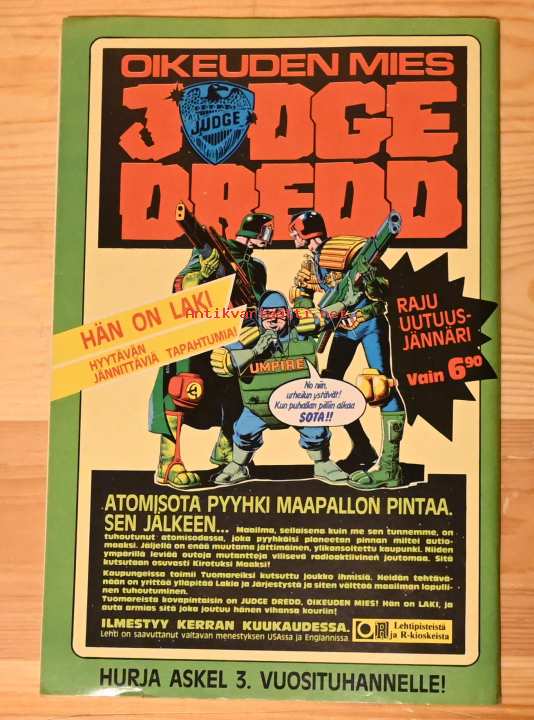 OIKEUDEN MIES
JUDGE
JUDGE
DREDD
Antikvariaatti.net
HÄN ON LAKI
HYYTÄVÄN
JÄNNITTÄVIÄ TAPAHTUMIA!
RAJU
UUTUUS-
JÄNNÄRI
Vain 6 90
UMPIRE
No niin,
urheilun ystävät!
Kun puhallan pilliin alkaa
SOTA!!
ATOMISOTA PYYHKI MAAPALLON PINTAA.
SEN JÄLKEEN... Maailma, sellaisena kuin me sen tunnemme, on
tuhoutunut atomisodassa, joka pyyhkäisi planeetan pinnan miltei autio-
maaksi. Jäljellä on enää muutama jättimäinen, ylikansoitettu kaupunki. Niiden
ympärillä leviää outoja mutantteja vilisevä radioaktiivinen joutomaa. Sitä
kutsutaan osuvasti Kirotuksi Maaksi!
Kaupungeissa toimii Tuomareiksi kutsuttu joukko ihmisiä. Heidän tehtävä-
nään on yrittää ylläpitää Lakia ja Järjestystä ja siten välttää maailman lopulli-
nen tuhoutuminen.
Tuomareista kovapintaisin on JUDGE DREDD, OIKEUDEN MIES! Hän on LAKI, ja
auta armias sitä joka joutuu hänen vihansa kouriin!
ILMESTYY KERRAN KUUKAUDESSA.
Lehti on saavuttanut valtavan menestyksen USAssa ja Englannissa
R
Lehtipisteistä
ja R-kioskeista
HURJA ASKEL 3. VUOSITUHANNELLE!